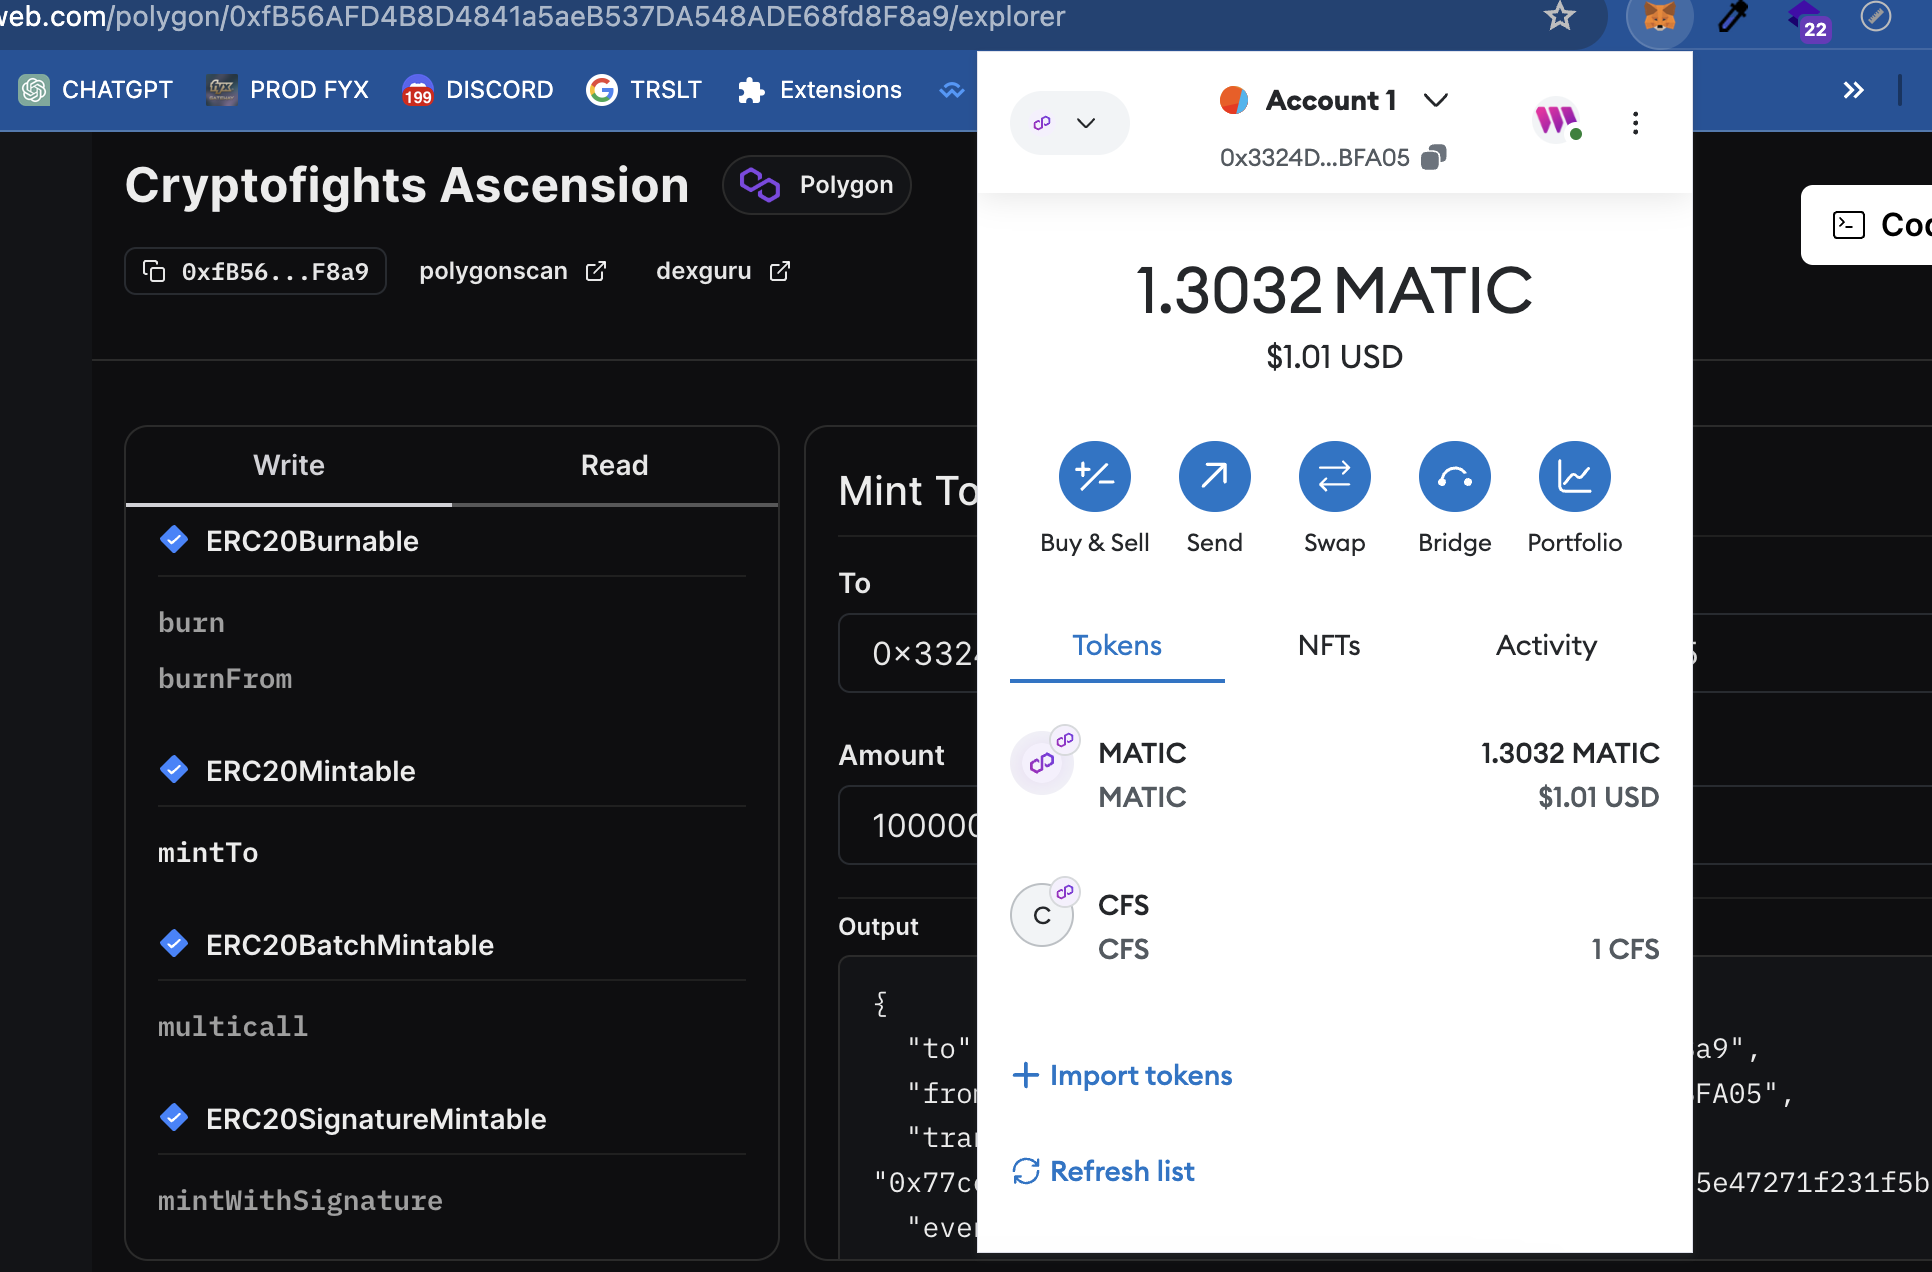 web.com/polygon/0xfB56AFD4B8D4841a5aeB537DA548ADE68fd8F8a9/explorer
22
CHATGPT
PROD FYX
199
DISCORD
TRSLT
Extensions
Cryptofights Ascension
Polygon
0xfB56...F8a9
polygonscan
dexguru
Write
Read
ERC20Burnable
burn
burnFrom
ERC20Mintable
mintTo
ERC20BatchMintable
multicall
ERC20SignatureMintable
mintWithSignature
Mint To
To
0x332
Amount
100000
Output
{
"to"
a9",
"fro
FA05",
"tra
"0x77c
5e47271f231f5b
"eve
Account 1
0x3324D...BFA05
1.3032 MATIC
$1.01 USD
Buy & Sell
Send
Swap
Bridge
Portfolio
Tokens
NFTs
Activity
MATIC
1.3032 MATIC
MATIC
$1.01 USD
C
CFS
CFS
1 CFS
Import tokens
Refresh list